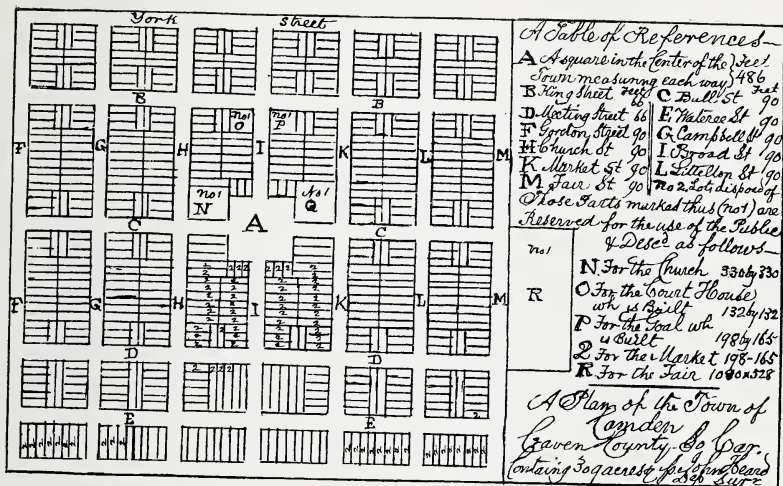 York Street
A Table of References—
A A square in the Center of the } Feet
Town measuring each way } 486
B King street Feet 66 C Bull St Feet 90
D Meeting Street 66 E Wateree St 90
F Gordon Street 90 G Campbell St 90
H Church St 90 I Broad St 90
K Market St 90 L Littelton St 90
M Fair St 90 no 2 Lots disposed of
Those Parts marked thus (no1) are
Reserved for the use of the Public
& Desc.d as follows—
N For the Church 330 by 330
O For the Court House
wh is Built 132 by 132
P For the Goal wh
is Built 198 by 165
Q For the Market 198-165
R For the Fair x 528
A Plan of the Town of
Camden
Craven County. So Car.
Containg 309 acres John Heard
Dep Surr
B B
no1 O no1 P
F G H I K L M
no1 N A No1 Q
C C
no1
R
F G H I K L M
D D
E E